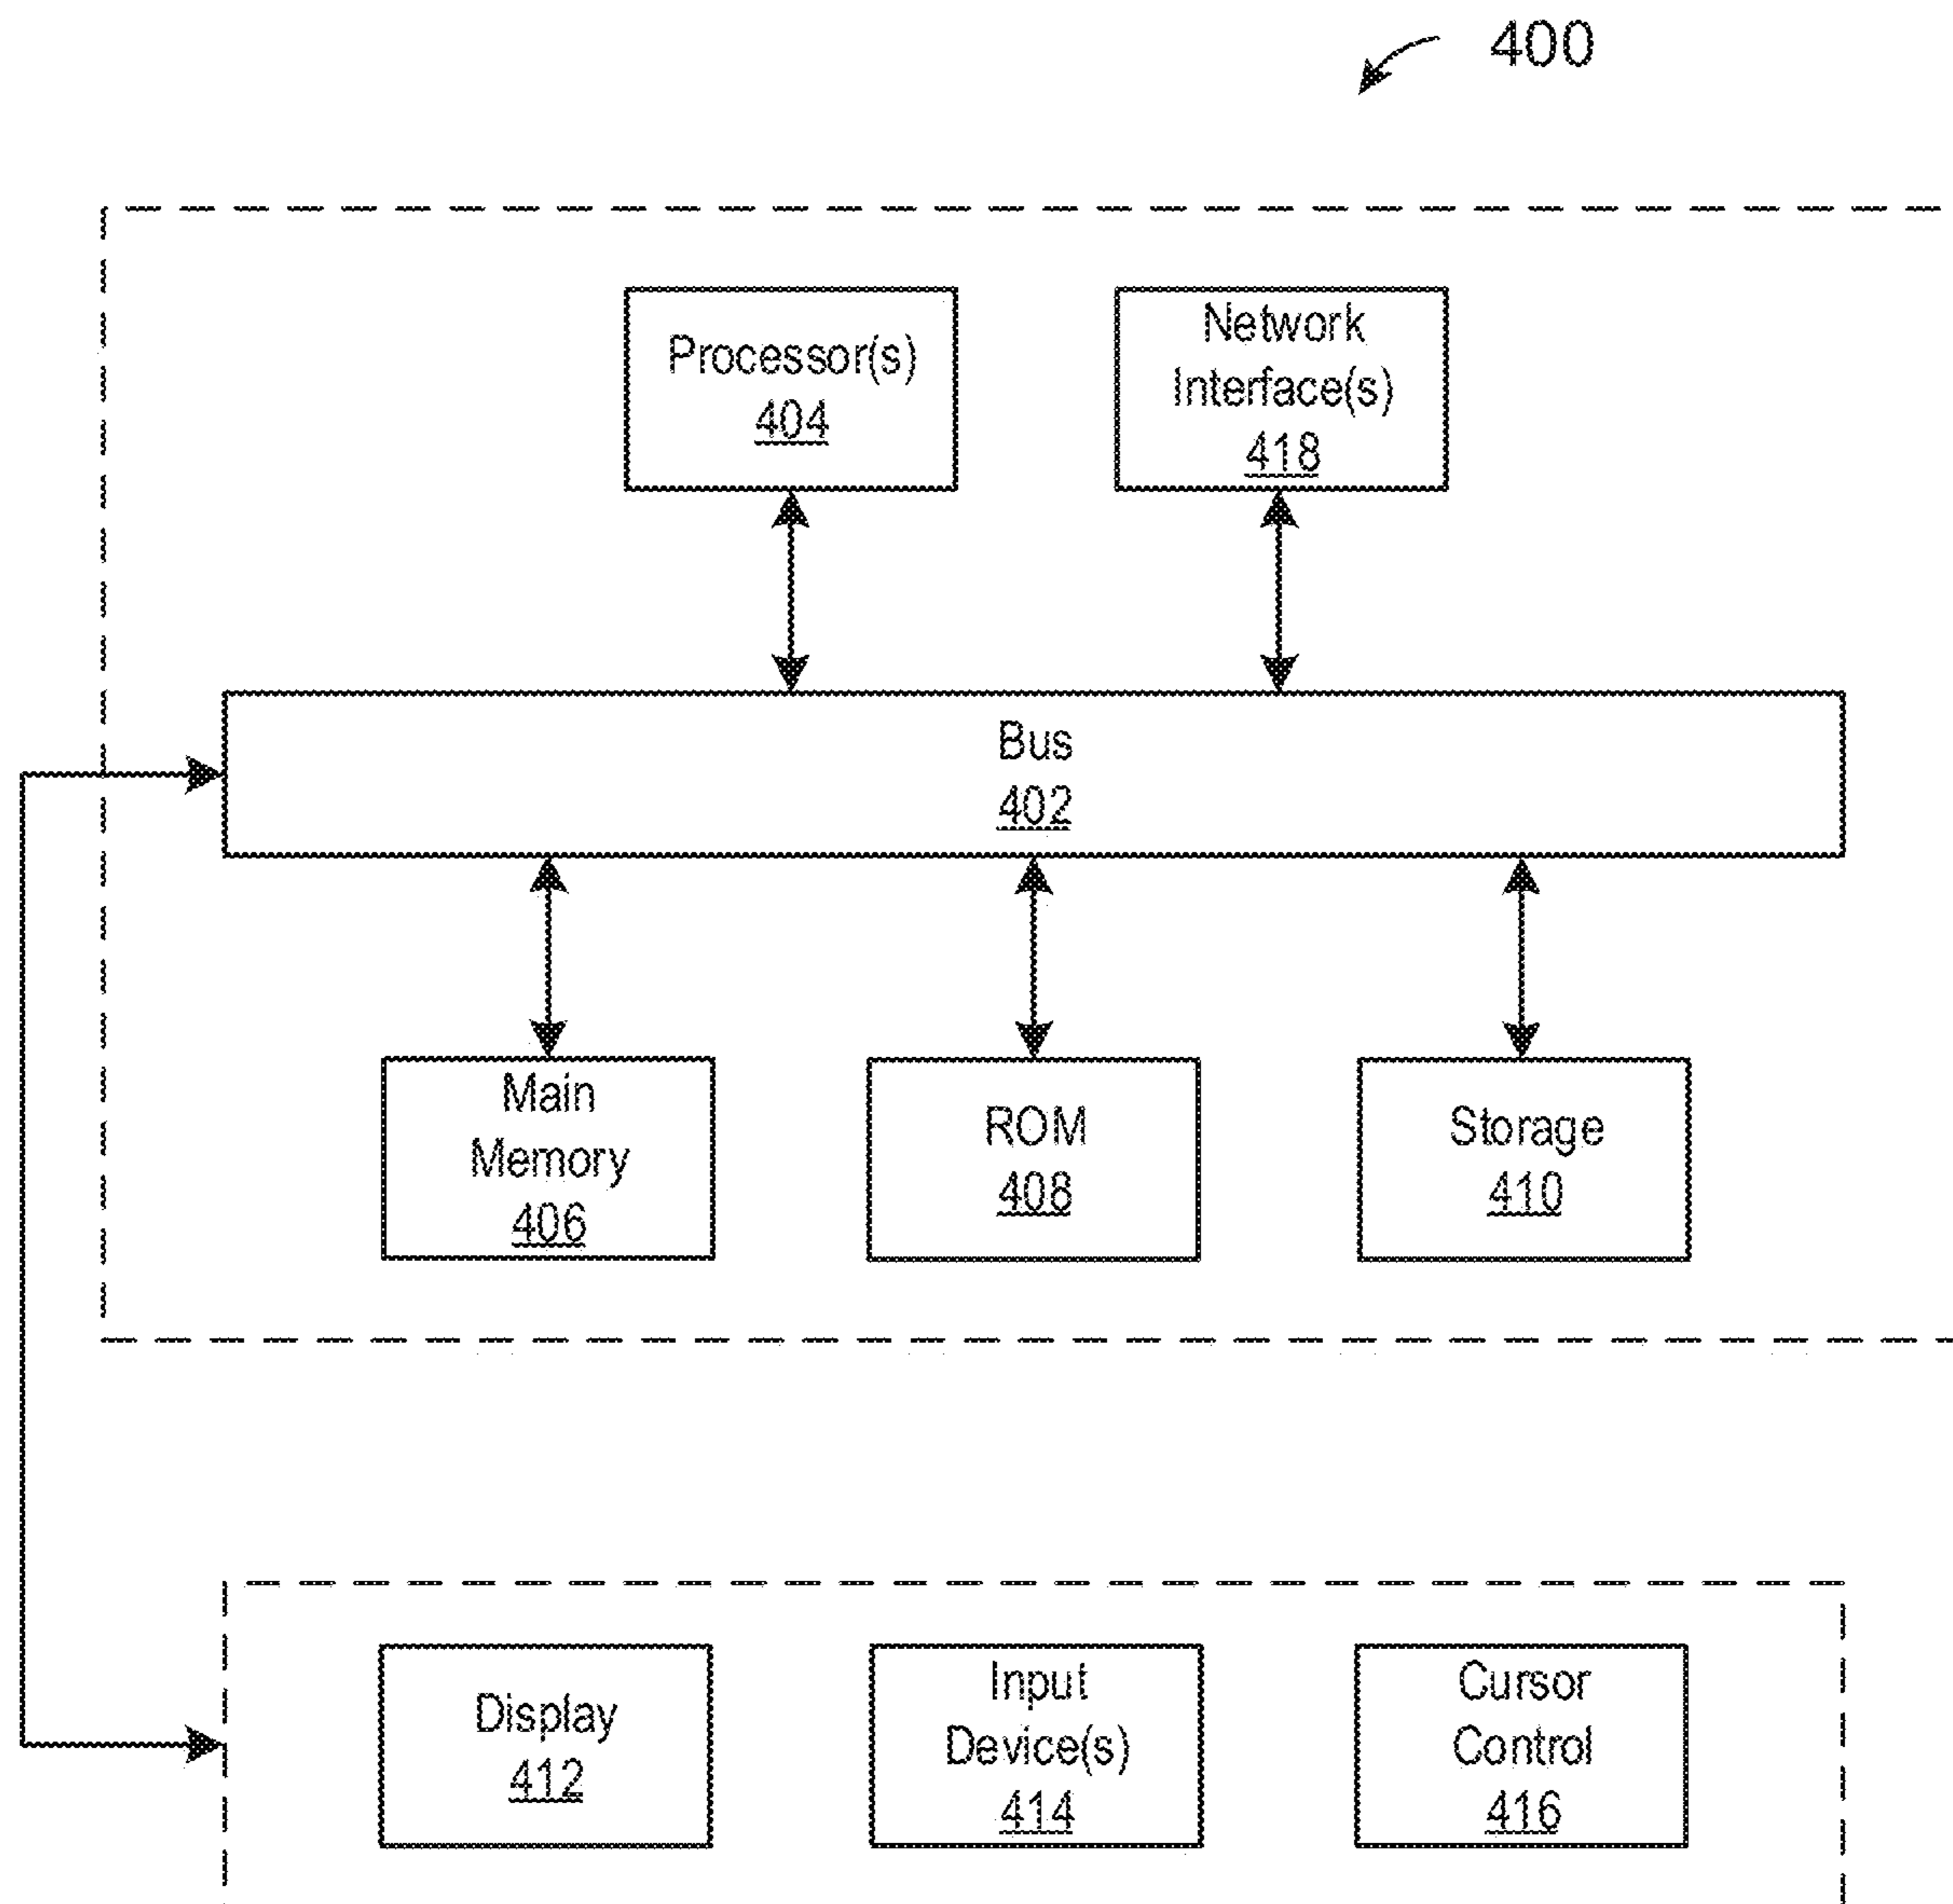 400
Processor(s)
404
Network
Interface(s)
418
Bus
402
Main
Memory
406
ROM
408
Storage
410
Display
412
Input
Device(s)
414
Cursor
Control
416